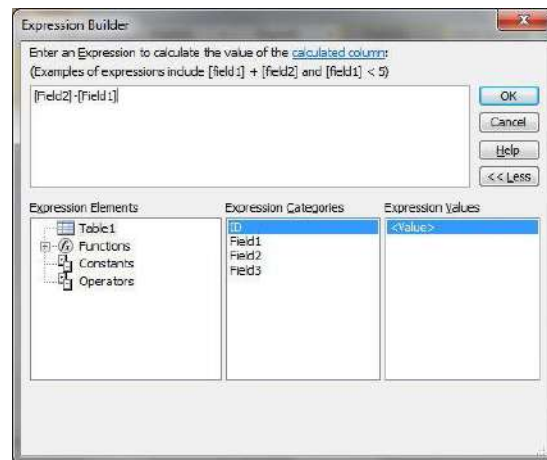 Expression Builder
Enter an Expression to calculate the value of the calculated column:
(Examples of expressions include [field1] + [field2] and [field1] < 5)
[Field2]-[Field1]
OK
Cancel
Help
<< Less
Expression Elements
Expression Categories
Expression Values
Table1
Functions
Constants
Operators
ID
Field1
Field2
Field3
<Value>